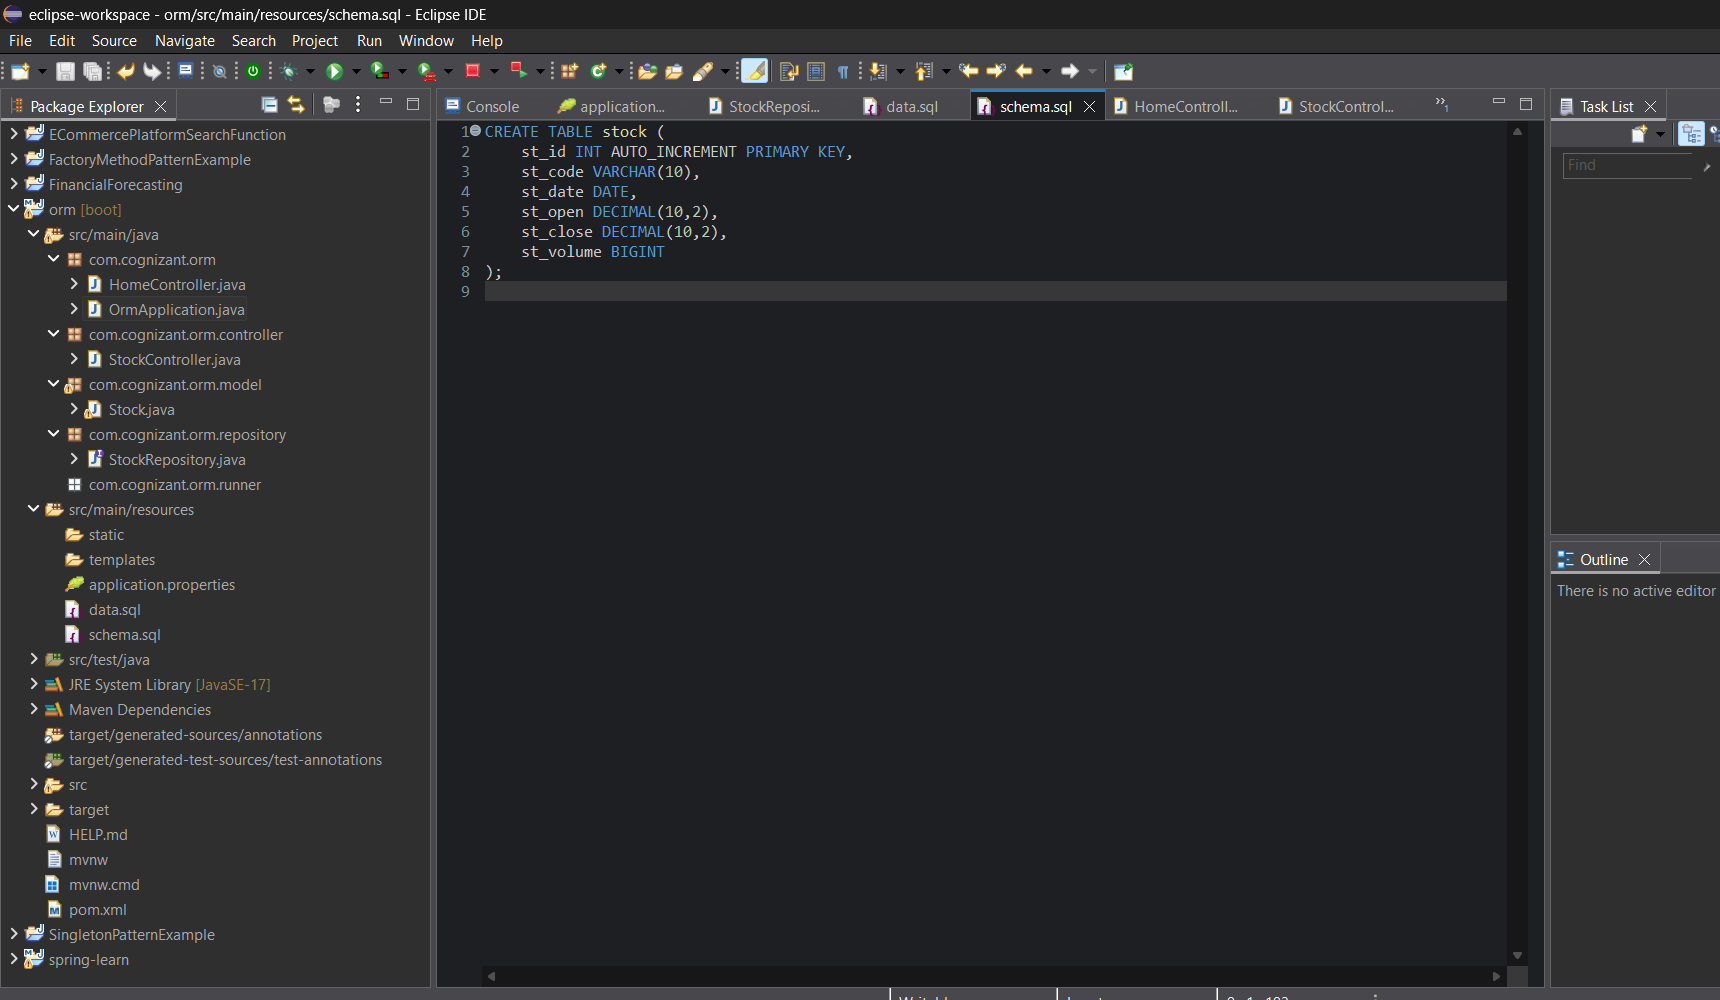 eclipse-workspace - orm/src/main/resources/schema.sql - Eclipse IDE
File Edit Source Navigate Search Project Run Window Help
Package Explorer
ECommercePlatformSearchFunction
FactoryMethodPatternExample
FinancialForecasting
orm [boot]
src/main/java
com.cognizant.orm
HomeController.java
OrmApplication.java
com.cognizant.orm.controller
StockController.java
com.cognizant.orm.model
Stock.java
com.cognizant.orm.repository
StockRepository.java
com.cognizant.orm.runner
src/main/resources
static
templates
application.properties
data.sql
schema.sql
src/test/java
JRE System Library [JavaSE-17]
Maven Dependencies
target/generated-sources/annotations
target/generated-test-sources/test-annotations
src
target
HELP.md
mvnw
mvnw.cmd
pom.xml
SingletonPatternExample
spring-learn
Console application... StockReposi... data.sql schema.sql HomeControll... StockControl... »1
1 CREATE TABLE stock (
2 st_id INT AUTO_INCREMENT PRIMARY KEY,
3 st_code VARCHAR(10),
4 st_date DATE,
5 st_open DECIMAL(10,2),
6 st_close DECIMAL(10,2),
7 st_volume BIGINT
8 );
9
Task List
Find
Outline
There is no active editor